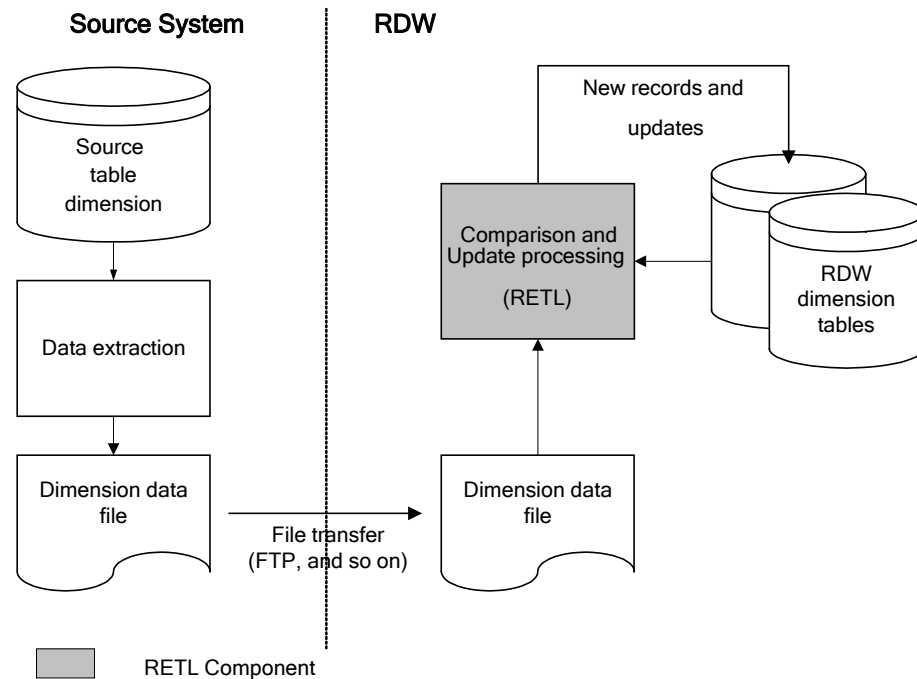 Source System
RDW
Source
table
dimension
Data extraction
Dimension data
file
File transfer
(FTP, and so on)
Dimension data
file
Comparison and
Update processing
(RETL)
New records and
updates
RDW
dimension
tables
RETL Component